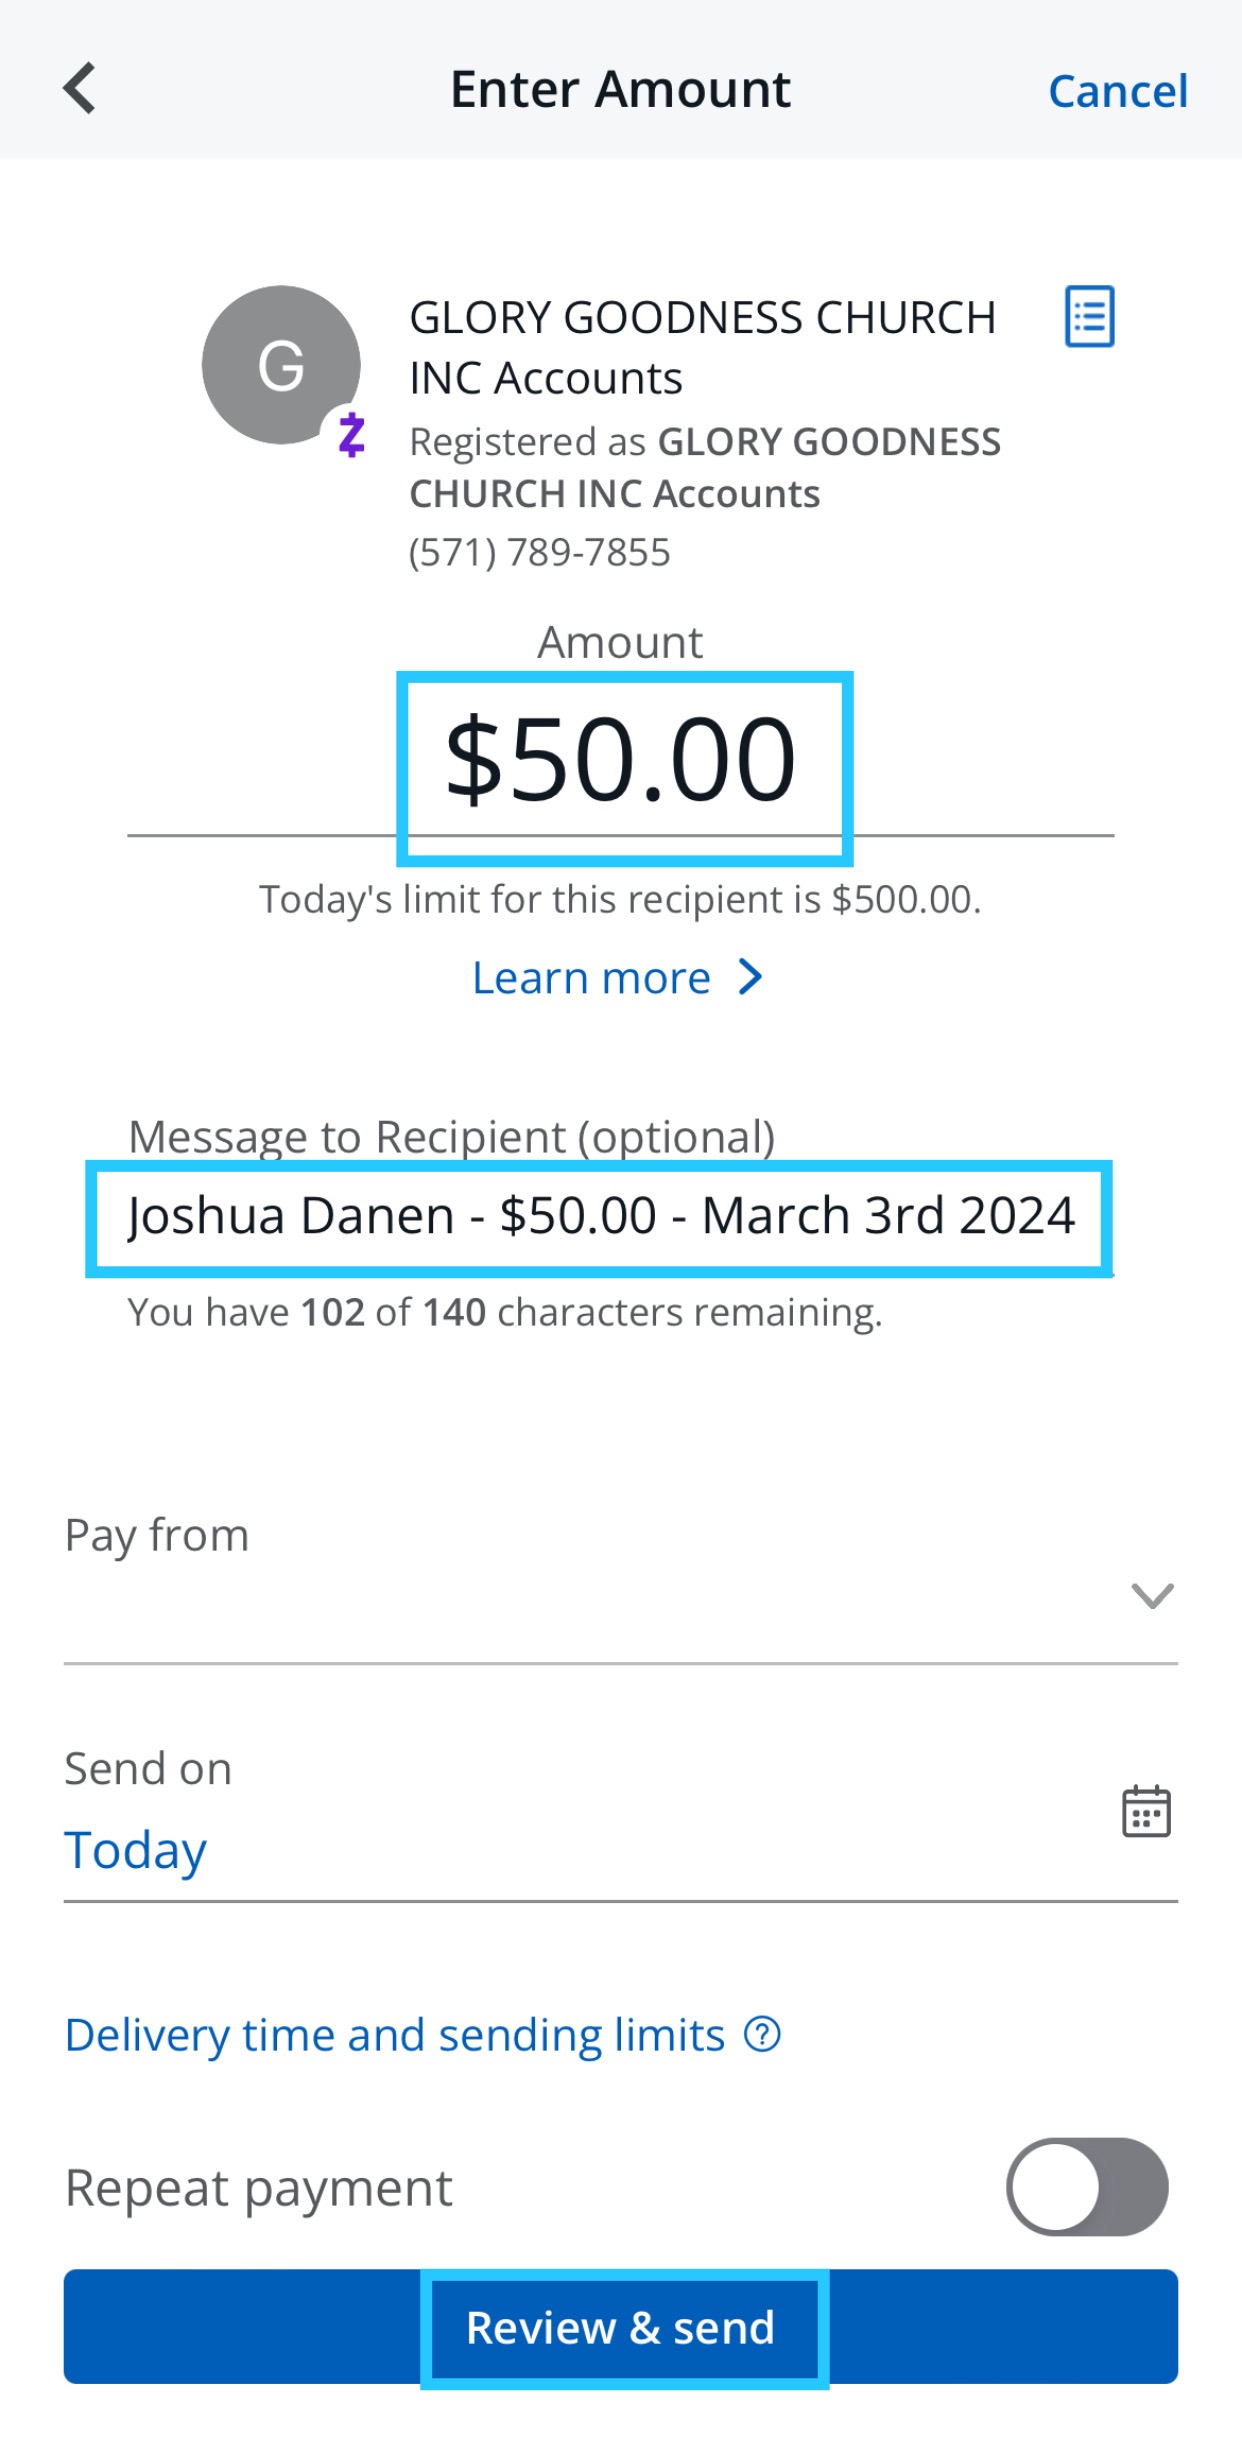 Enter Amount
Cancel
G
GLORY GOODNESS CHURCH
INC Accounts
Registered as GLORY GOODNESS
CHURCH INC Accounts
(571) 789-7855
Amount
$50.00
Today's limit for this recipient is $500.00.
Learn more
Message to Recipient (optional)
Joshua Danen - $50.00 - March 3rd 2024
You have 102 of 140 characters remaining.
Pay from
Send on
Today
Delivery time and sending limits ?
Repeat payment
Review & send